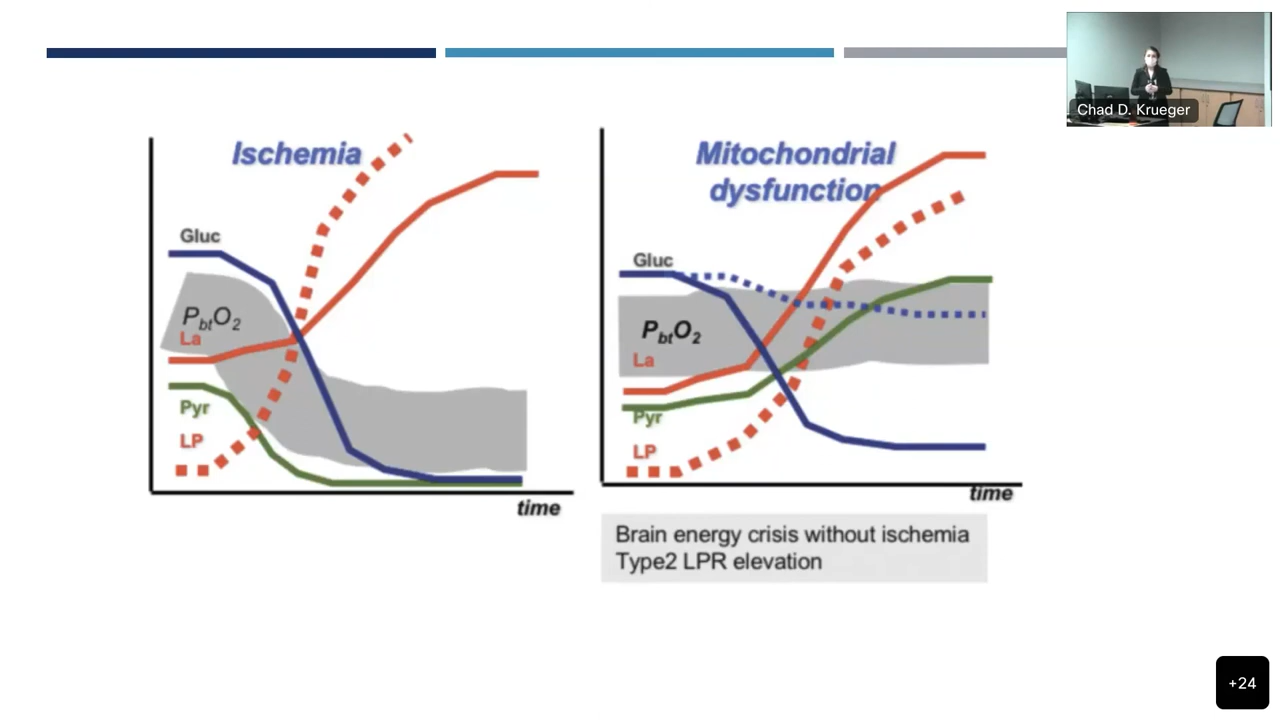 Chad D. Krueger
Ischemia
Gluc
PbtO2
La
Pyr
LP
time
Mitochondrial
dysfunction
Gluc
PbtO2
La
Pyr
LP
time
Brain energy crisis without ischemia
Type2 LPR elevation
+24